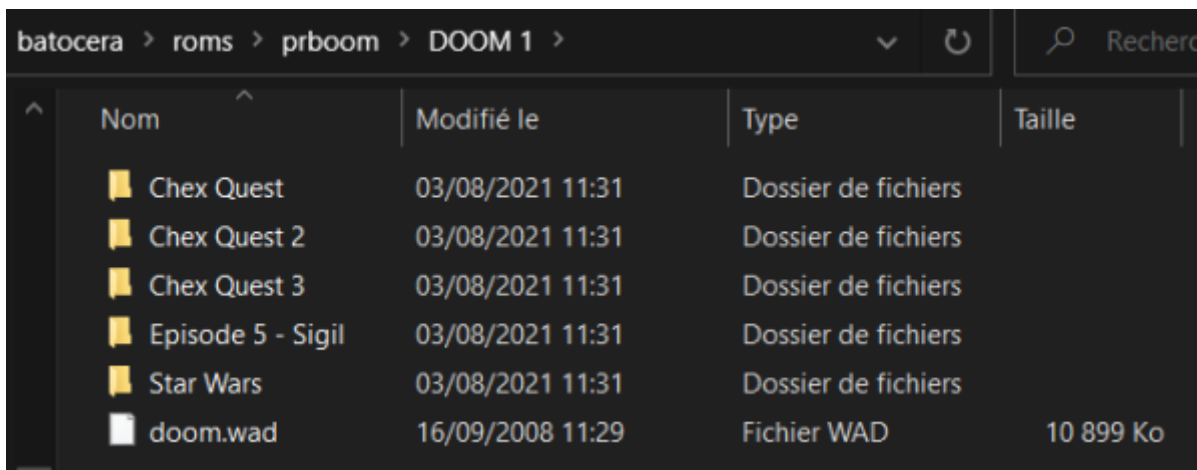 batocera > roms > prboom > DOOM 1 > Recherc
Nom Modifié le Type Taille
Chex Quest 03/08/2021 11:31 Dossier de fichiers
Chex Quest 2 03/08/2021 11:31 Dossier de fichiers
Chex Quest 3 03/08/2021 11:31 Dossier de fichiers
Episode 5 - Sigil 03/08/2021 11:31 Dossier de fichiers
Star Wars 03/08/2021 11:31 Dossier de fichiers
doom.wad 16/09/2008 11:29 Fichier WAD 10 899 Ko